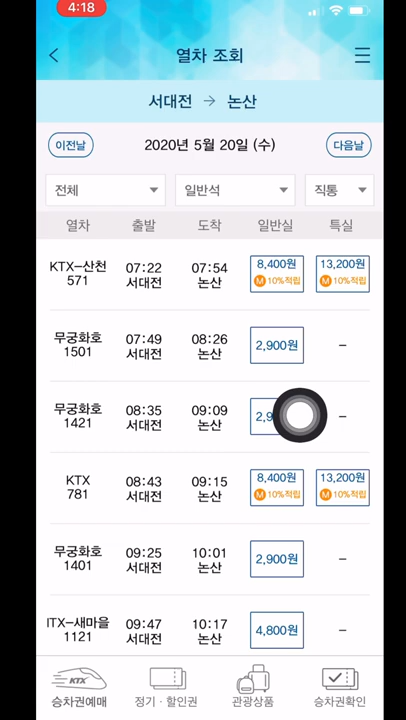 4:18
열차 조회
서대전 → 논산
이전날 2020년 5월 20일 (수) 다음날
전체 일반석 직통
열차 출발 도착 일반실 특실
KTX-산천 571 07:22 서대전 07:54 논산 8,400원 M 10%적립 13,200원 M 10%적립
무궁화호 1501 07:49 서대전 08:26 논산 2,900원 -
무궁화호 1421 08:35 서대전 09:09 논산 -
KTX 781 08:43 서대전 09:15 논산 8,400원 M 10%적립 13,200원 M 10%적립
무궁화호 1401 09:25 서대전 10:01 논산 2,900원 -
ITX-새마을 1121 09:47 서대전 10:17 논산 4,800원 -
KTX
승차권예매 정기·할인권 관광상품 승차권확인